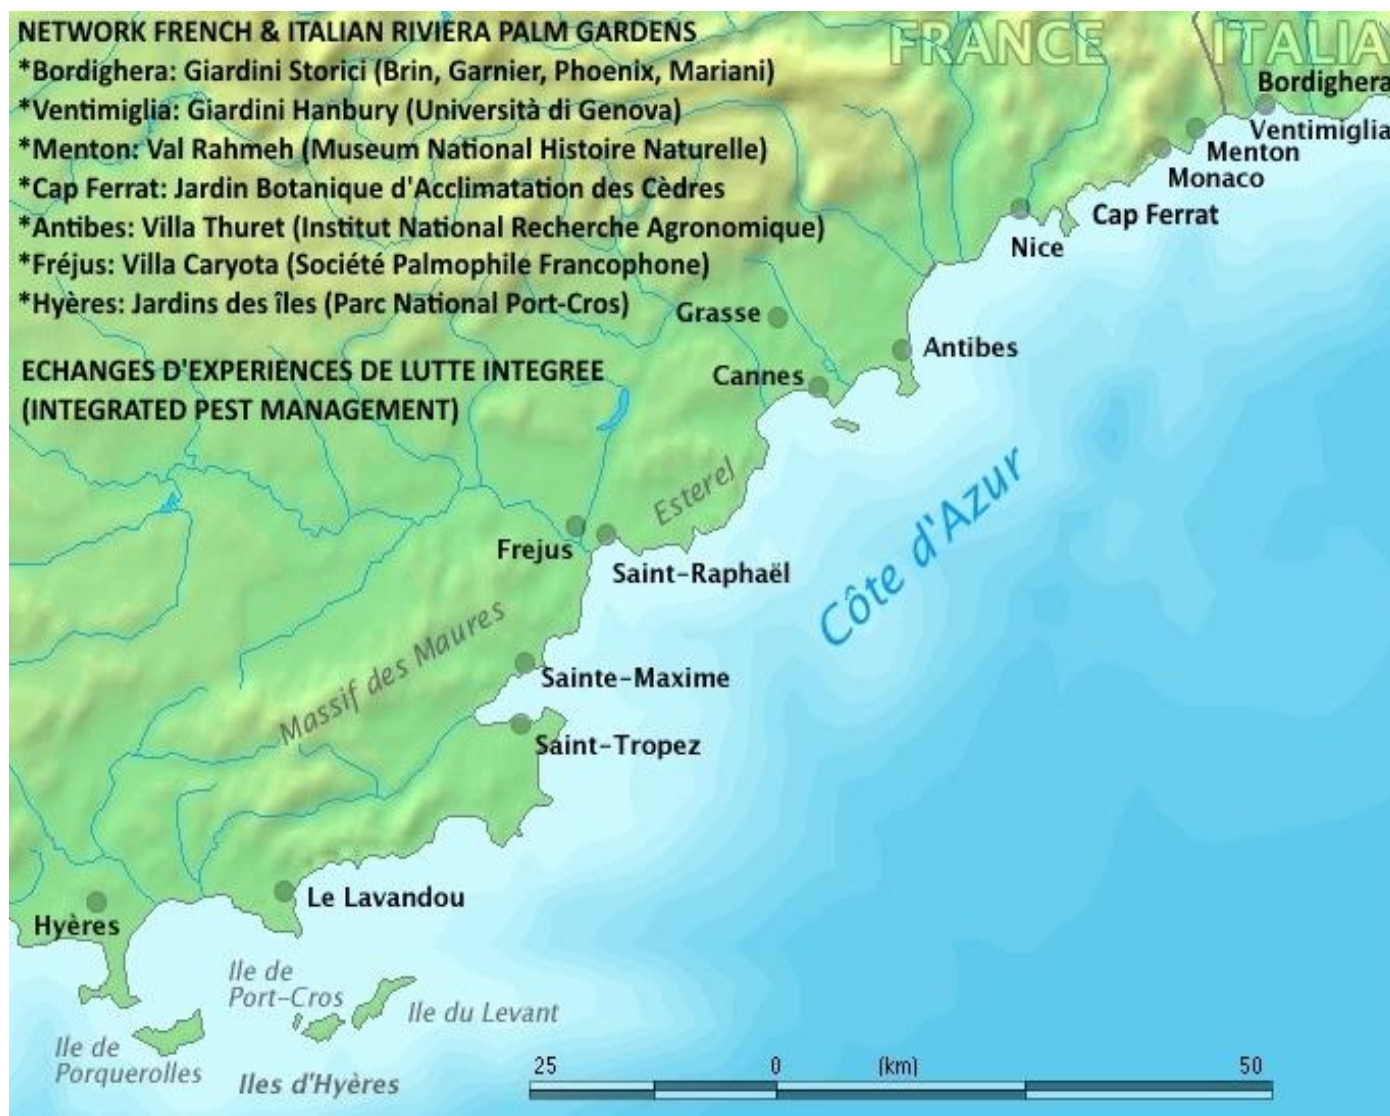 NETWORK FRENCH & ITALIAN RIVIERA PALM GARDENS
*Bordighera: Giardini Storici (Brin, Garnier, Phoenix, Mariani)
*Ventimiglia: Giardini Hanbury (Università di Genova)
*Menton: Val Rahmeh (Museum National Histoire Naturelle)
*Cap Ferrat: Jardin Botanique d'Acclimatation des Cèdres
*Antibes: Villa Thuret (Institut National Recherche Agronomique)
*Fréjus: Villa Caryota (Société Palmophile Francophone)
*Hyères: Jardins des îles (Parc National Port-Cros)
ECHANGES D'EXPERIENCES DE LUTTE INTEGREE
(INTEGRATED PEST MANAGEMENT)
FRANCE
ITALIA
Bordighera
Ventimiglia
Menton
Monaco
Cap Ferrat
Nice
Grasse
Antibes
Cannes
Esterel
Côte d'Azur
Frejus
Saint-Raphaël
Massif des Maures
Sainte-Maxime
Saint-Tropez
Le Lavandou
Hyères
Ile de
Port-Cros
Ile du Levant
Ile de
Porquerolles
Iles d'Hyères
25 0 (km) 50